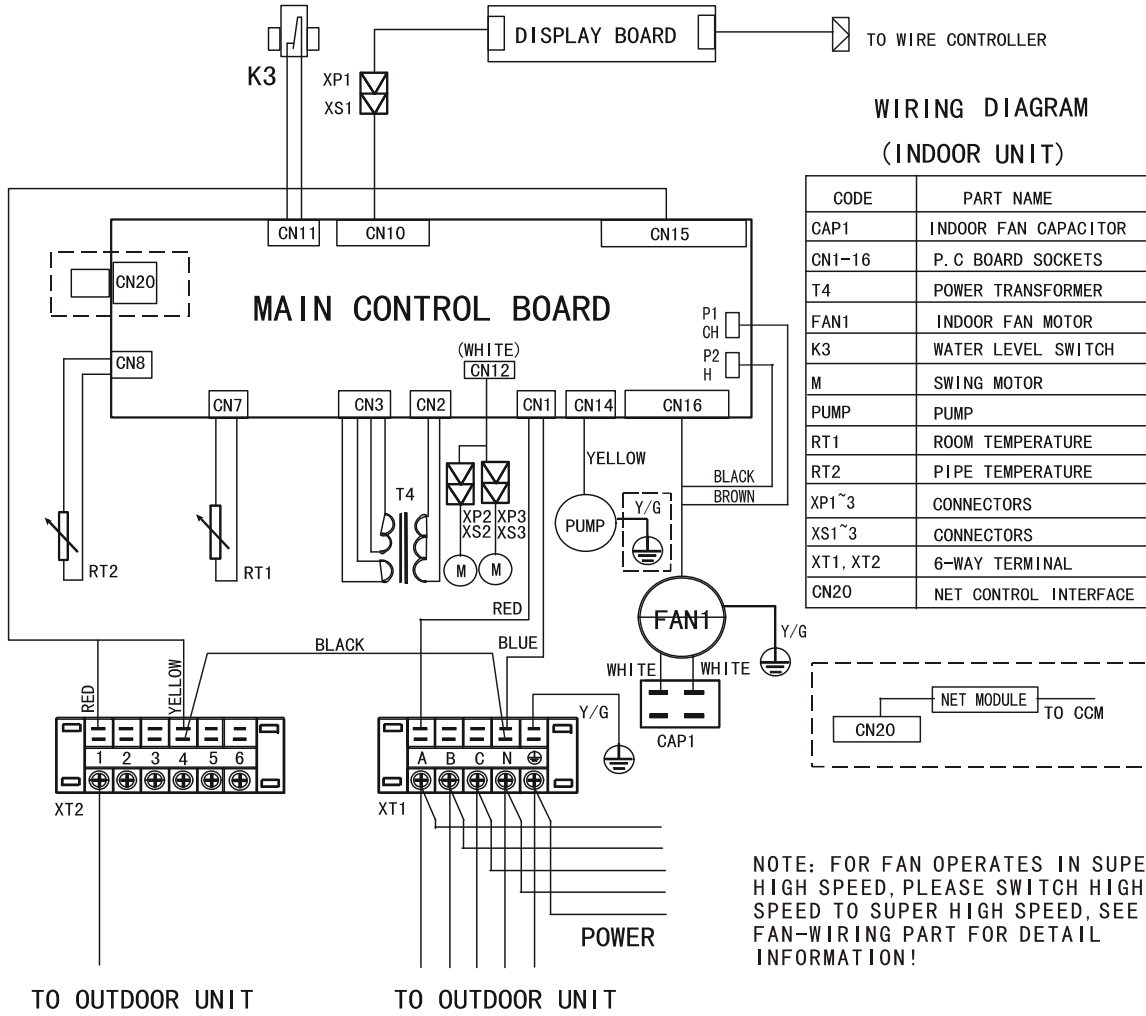 DISPLAY BOARD
TO WIRE CONTROLLER
K3
XP1
XS1
WIRING DIAGRAM
(INDOOR UNIT)
CODE PART NAME
CAP1 INDOOR FAN CAPACITOR
CN1-16 P.C BOARD SOCKETS
T4 POWER TRANSFORMER
FAN1 INDOOR FAN MOTOR
K3 WATER LEVEL SWITCH
M SWING MOTOR
PUMP PUMP
RT1 ROOM TEMPERATURE
RT2 PIPE TEMPERATURE
XP1~3 CONNECTORS
XS1~3 CONNECTORS
XT1, XT2 6-WAY TERMINAL
CN20 NET CONTROL INTERFACE
CN11 CN10 CN15
CN20
MAIN CONTROL BOARD
P1
CH
P2
H
(WHITE)
CN12
CN8
CN7 CN3 CN2 CN1 CN14 CN16
YELLOW
BLACK
BROWN
T4
XP2 XP3
XS2 XS3
PUMP
Y/G
RT2
RT1
M M
RED
FAN1
Y/G
BLACK
BLUE
WHITE WHITE
RED
YELLOW
Y/G
CAP1
NET MODULE
TO CCM
CN20
1 2 3 4 5 6
A B C N
XT2
XT1
POWER
NOTE: FOR FAN OPERATES IN SUPE
HIGH SPEED, PLEASE SWITCH HIGH
SPEED TO SUPER HIGH SPEED, SEE
FAN-WIRING PART FOR DETAIL
INFORMATION!
TO OUTDOOR UNIT TO OUTDOOR UNIT